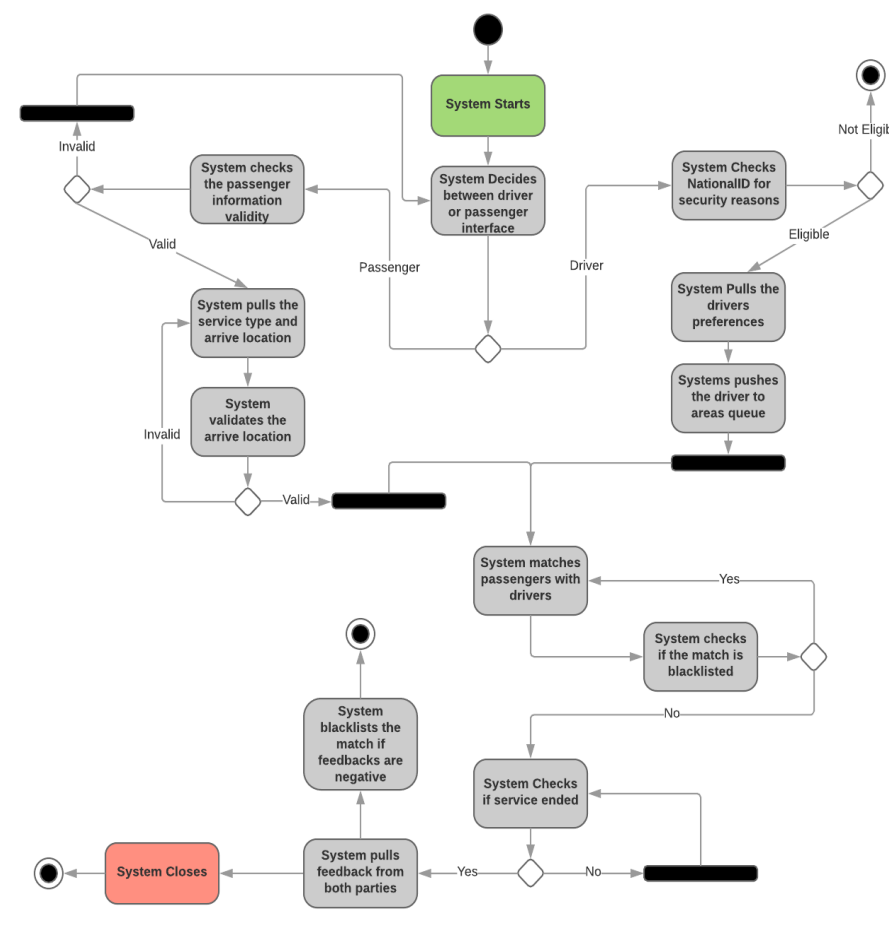 System Starts
Not Eligib
Invalid
System checks
the passenger
information
validity
System Decides
between driver
or passenger
interface
System Checks
NationalID for
security reasons
Valid
Eligible
Passenger
Driver
System pulls the
service type and
arrive location
System Pulls the
drivers
preferences
System
validates the
arrive location
Systems pushes
the driver to
areas queue
Invalid
Valid
System matches
passengers with
drivers
Yes
System checks
if the match is
blacklisted
No
System
blacklists the
match if
feedbacks are
negative
System Checks
if service ended
System Closes
System pulls
feedback from
both parties
Yes
No